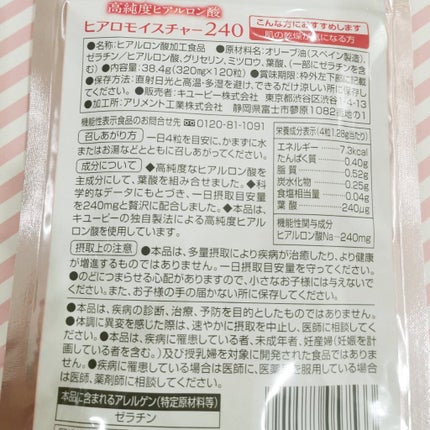 高純度ヒアルロン酸
ヒアロモイスチャー240
こんな方におすすめします
肌の乾燥が気になる方
●名称:ヒアルロン酸加工食品 ●原材料名:オリーブ油(スペイン製造)、
ゼラチン/ヒアルロン酸、グリセリン、ミツロウ、葉酸、(一部にゼラチンを含
む) ●内容量:38.4g(320mg×120粒) ●賞味期限:枠外左下部に記載
●保存方法:直射日光と高温・多湿を避け、できるだけ涼しい所に保存してく
ださい。 ●販売者:キユーピー株式会社 東京都渋谷区渋谷1-4-13
●加工所:アリメント工業株式会社 静岡県富士市蓼原1082番地の1
機能性表示食品のお問合せ先 ☎0120-81-1091
召しあがり方 一日4粒を目安に、かまずに水
またはお湯などとともに召しあがってください。
成分について ◆高純度なヒアルロン酸を
主成分にして、葉酸を組み合せました。◆科
学的なデータにもとづき、一日摂取目安量
を240mgと贅沢に配合しました。◆本品は、
キユーピーの独自製法による高純度ヒアル
ロン酸を使用しています。
栄養成分表示(4粒1.28g当たり)
エネルギー 7.3kcal
たんぱく質 0.40g
脂質 0.52g
炭水化物 0.25g
食塩相当量 0.04g
葉酸 240μg
機能性関与成分
ヒアルロン酸Na 240mg
摂取上の注意 ●本品は、多量摂取により疾病が治癒したり、より健康
が増進するものではありません。一日摂取目安量を守ってください。
●のどにつまらせる心配がありますので、小さなお子様には与えないで
ください。また、お子様の手の届かない所に保存してください。
●本品は、疾病の診断、治療、予防を目的としたものではありません。
●体調に異変を感じた際は、速やかに摂取を中止し、医師に相談してく
●本品は、疾病に罹患している者、未成年者、妊産婦(妊娠を計
画している者を含む。)及び授乳婦を対象に開発された食品ではありま
●疾病に罹患している場合は医師に、医薬品を服用している場合は
医師、薬剤師に相談してください。
本品に含まれるアレルゲン(特定原材料等)
ゼラチン